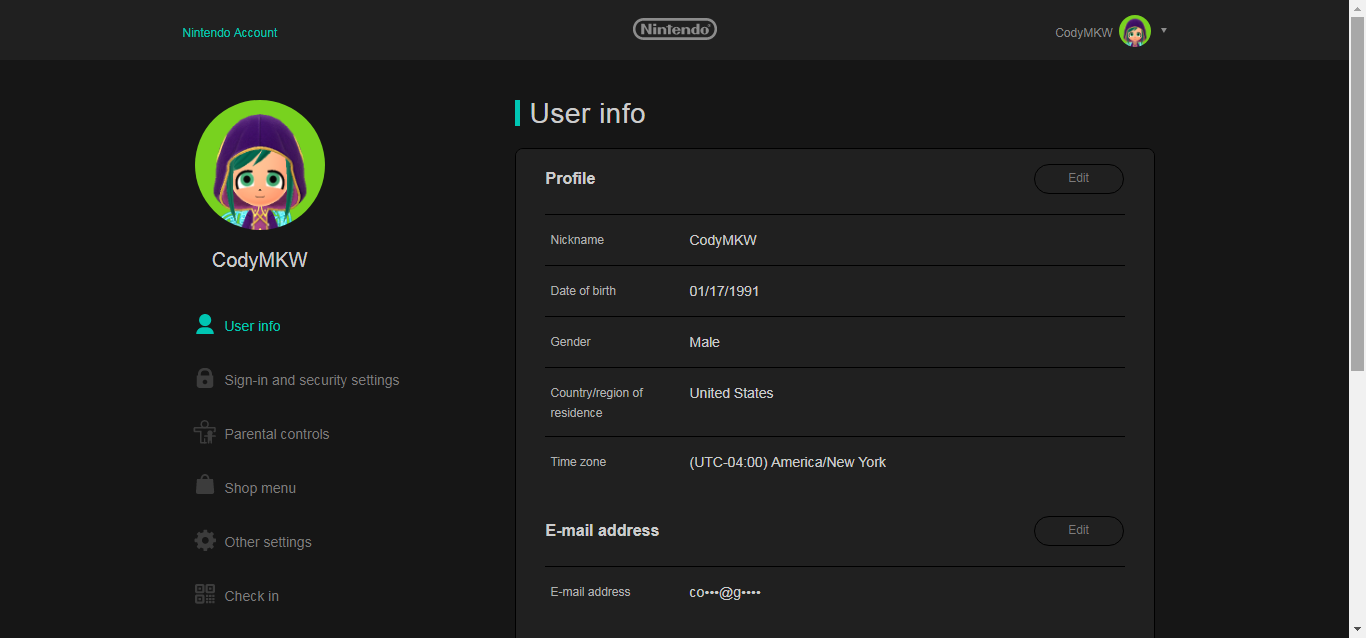 Nintendo Account
Nintendo
CodyMKW
CodyMKW
User info
Sign-in and security settings
Parental controls
Shop menu
Other settings
Check in
User info
Profile
Edit
Nickname
CodyMKW
Date of birth
01/17/1991
Gender
Male
Country/region of
residence
United States
Time zone
(UTC-04:00) America/New York
E-mail address
Edit
E-mail address
co•••@g••••